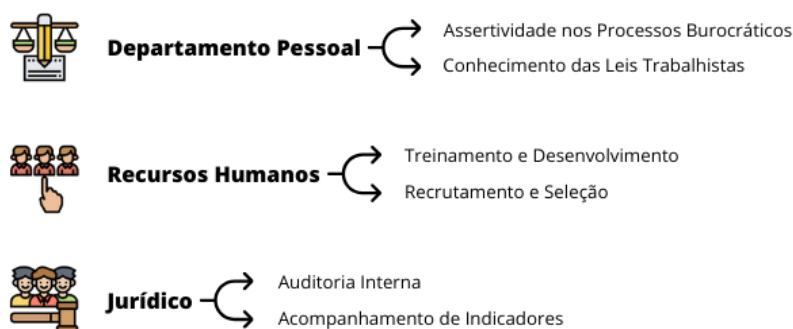 Departamento Pessoal
Assertividade nos Processos Burocráticos
Conhecimento das Leis Trabalhistas
Recursos Humanos
Treinamento e Desenvolvimento
Recrutamento e Seleção
Jurídico
Auditoria Interna
Acompanhamento de Indicadores